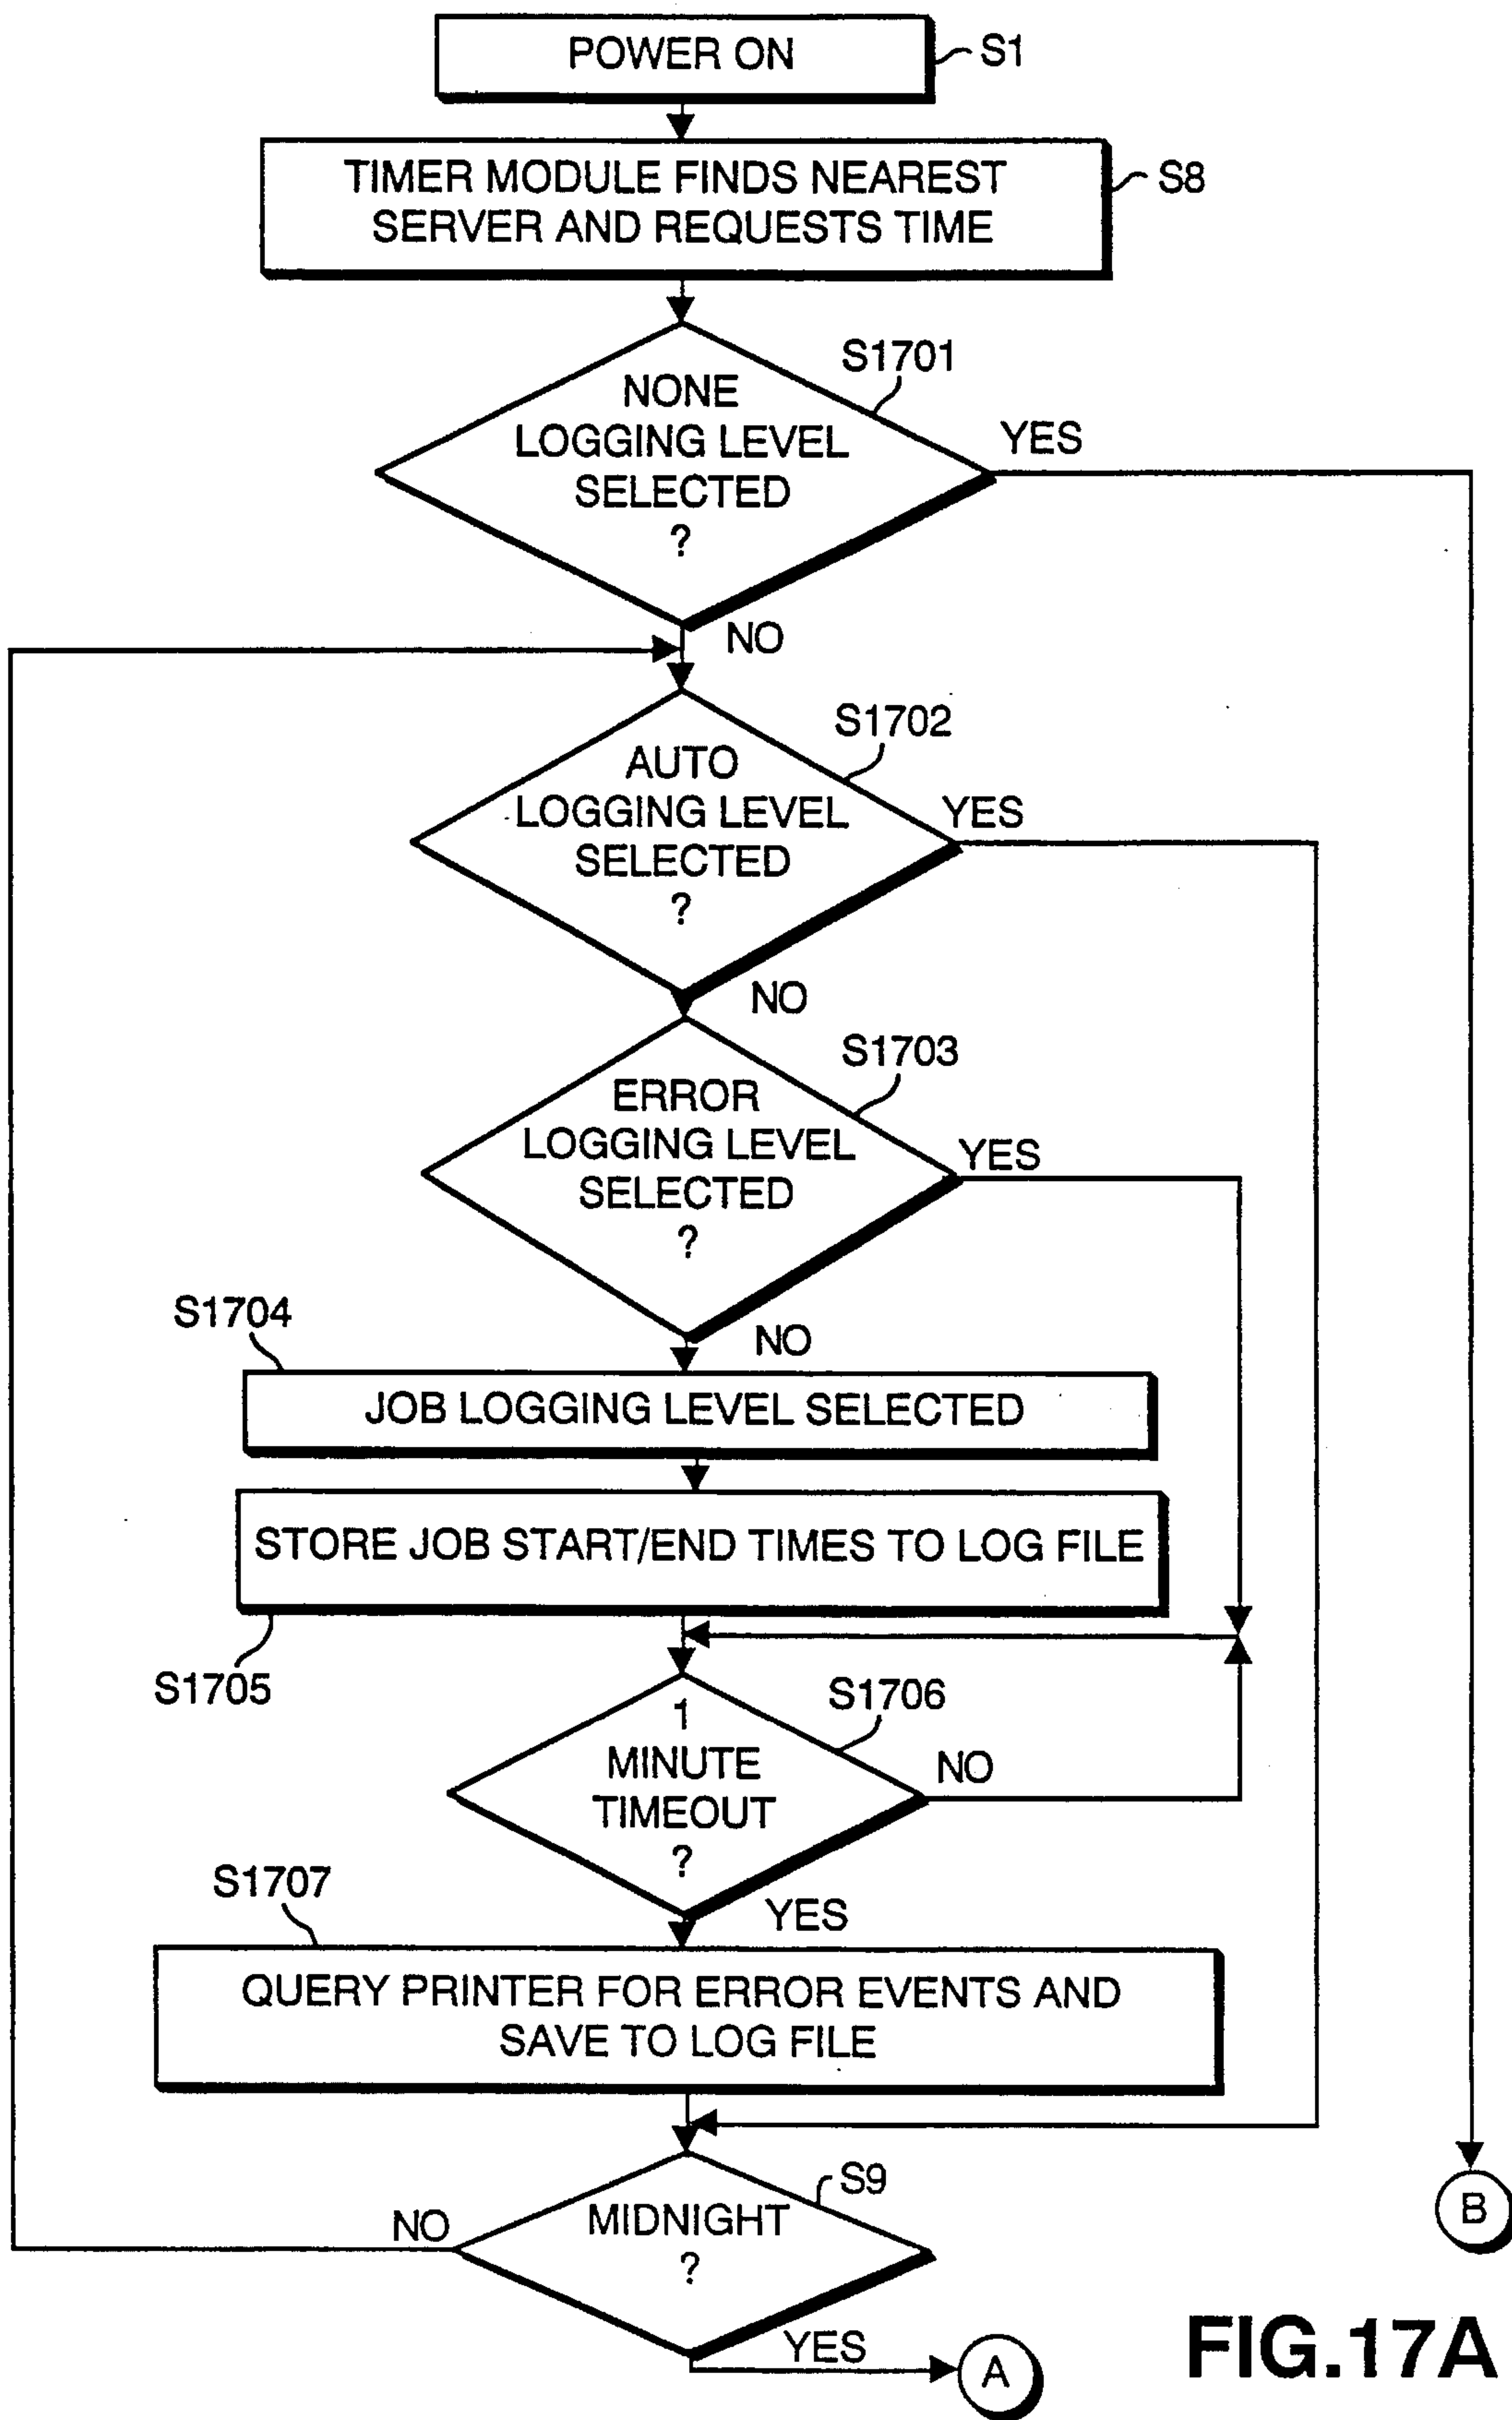 POWER ON
S1
TIMER MODULE FINDS NEAREST
SERVER AND REQUESTS TIME
S8
S1701
NONE
LOGGING LEVEL
SELECTED
?
YES
NO
S1702
AUTO
LOGGING LEVEL
SELECTED
?
YES
NO
S1703
ERROR
LOGGING LEVEL
SELECTED
?
YES
NO
S1704
JOB LOGGING LEVEL SELECTED
STORE JOB START/END TIMES TO LOG FILE
S1705
S1706
1
MINUTE
TIMEOUT
?
NO
YES
S1707
QUERY PRINTER FOR ERROR EVENTS AND
SAVE TO LOG FILE
S9
MIDNIGHT
?
NO
YES
A
B
FIG.17A